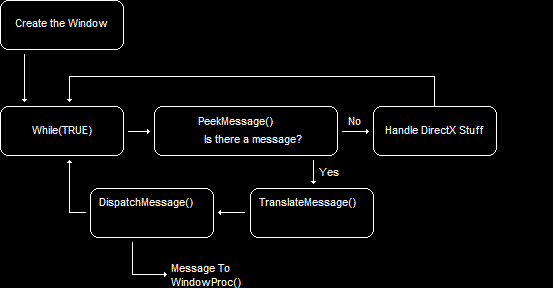 Create the Window
While(TRUE)
PeekMessage()
Is there a message?
No
Handle DirectX Stuff
Yes
DispatchMessage()
TranslateMessage()
Message To
WindowProc()